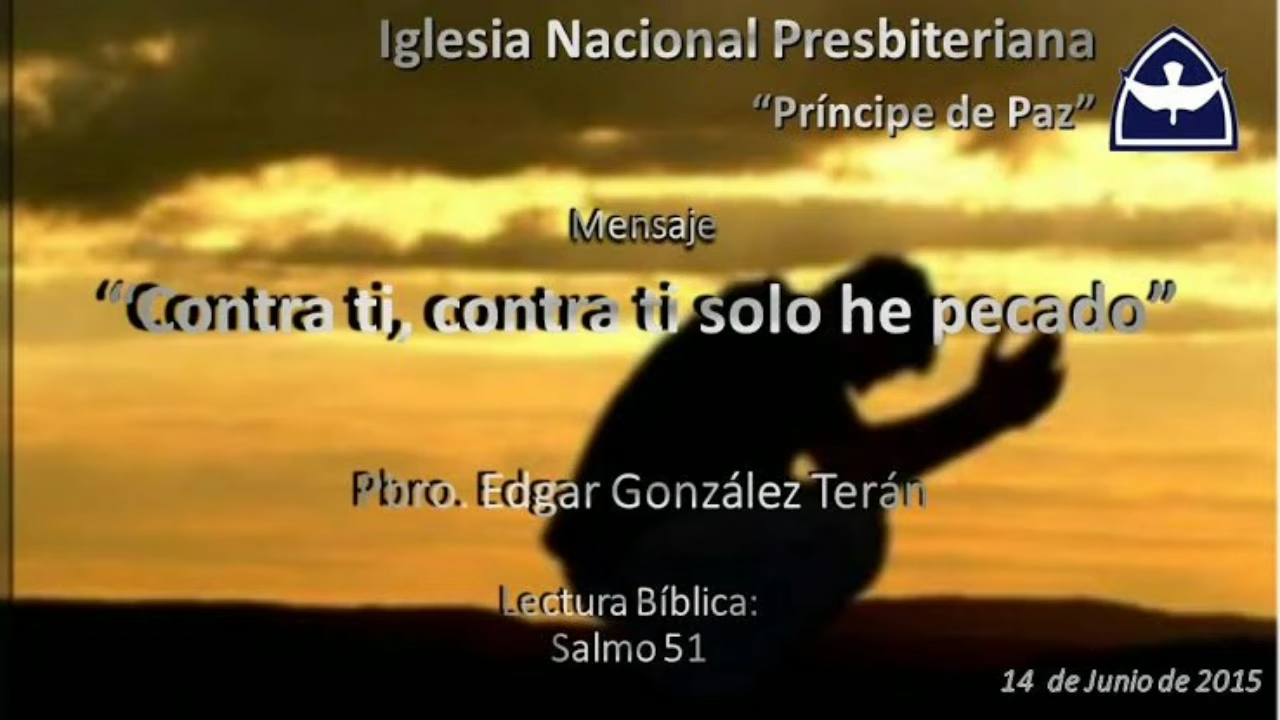 Iglesia Nacional Presbiteriana
“Príncipe de Paz”
Mensaje
“Contra ti, contra ti solo he pecado”
Pbro. Edgar González Terán
Lectura Bíblica:
Salmo 51
14 de Junio de 2015